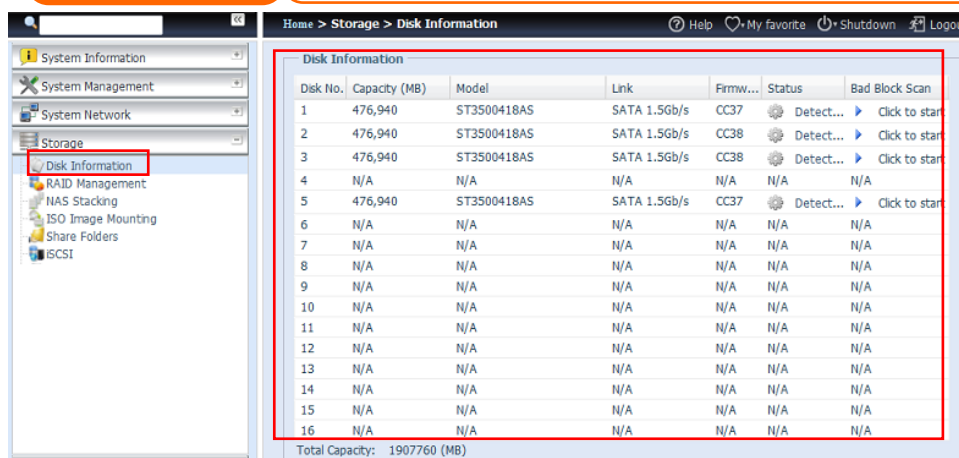 Home > Storage > Disk Information Help My favorite Shutdown Logou
System Information
System Management
System Network
Storage
Disk Information
RAID Management
NAS Stacking
ISO Image Mounting
Share Folders
iSCSI
Disk Information
Disk No. Capacity (MB) Model Link Firmw... Status Bad Block Scan
1 476,940 ST3500418AS SATA 1.5Gb/s CC37 Detect... Click to start
2 476,940 ST3500418AS SATA 1.5Gb/s CC38 Detect... Click to start
3 476,940 ST3500418AS SATA 1.5Gb/s CC38 Detect... Click to start
4 N/A N/A N/A N/A N/A N/A
5 476,940 ST3500418AS SATA 1.5Gb/s CC37 Detect... Click to start
6 N/A N/A N/A N/A N/A N/A
7 N/A N/A N/A N/A N/A N/A
8 N/A N/A N/A N/A N/A N/A
9 N/A N/A N/A N/A N/A N/A
10 N/A N/A N/A N/A N/A N/A
11 N/A N/A N/A N/A N/A N/A
12 N/A N/A N/A N/A N/A N/A
13 N/A N/A N/A N/A N/A N/A
14 N/A N/A N/A N/A N/A N/A
15 N/A N/A N/A N/A N/A N/A
16 N/A N/A N/A N/A N/A N/A
Total Capacity: 1907760 (MB)